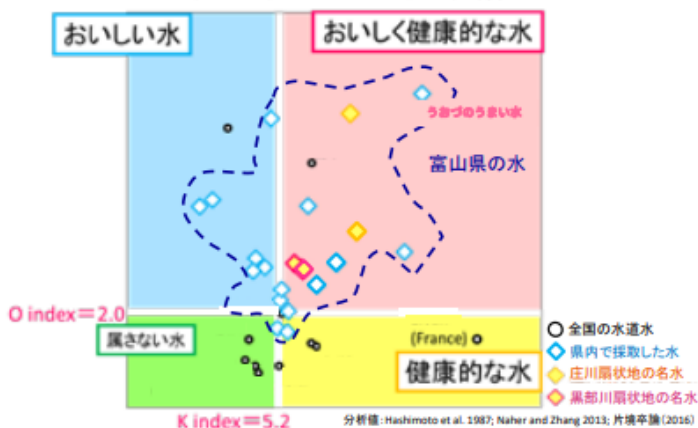 おいしい水
おいしく健康的な水
うおづのうまい水
富山県の水
O index=2.0
属さない水
(France)
健康的な水
K index=5.2
全国の水道水
県内で採取した水
庄川扇状地の名水
黒部川扇状地の名水
分析値: Hashimoto et al. 1987; Naher and Zhang 2013; 片境卒論(2016)